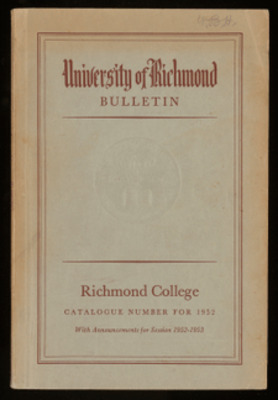 University of Richmond
BULLETIN
Richmond College
CATALOGUE NUMBER FOR 1952
With Announcements for Session 1952-1953